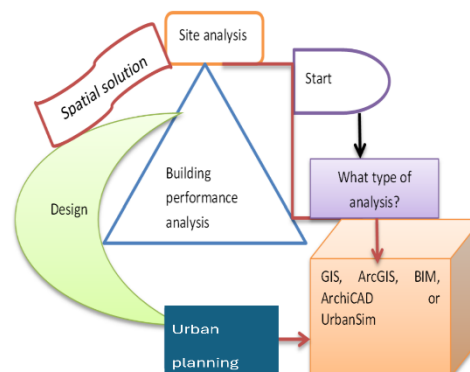 Site analysis
Spatial solution
Start
What type of
analysis?
Building
performance
analysis
Design
GIS, ArcGIS, BIM,
ArchiCAD or
UrbanSim
Urban
planning